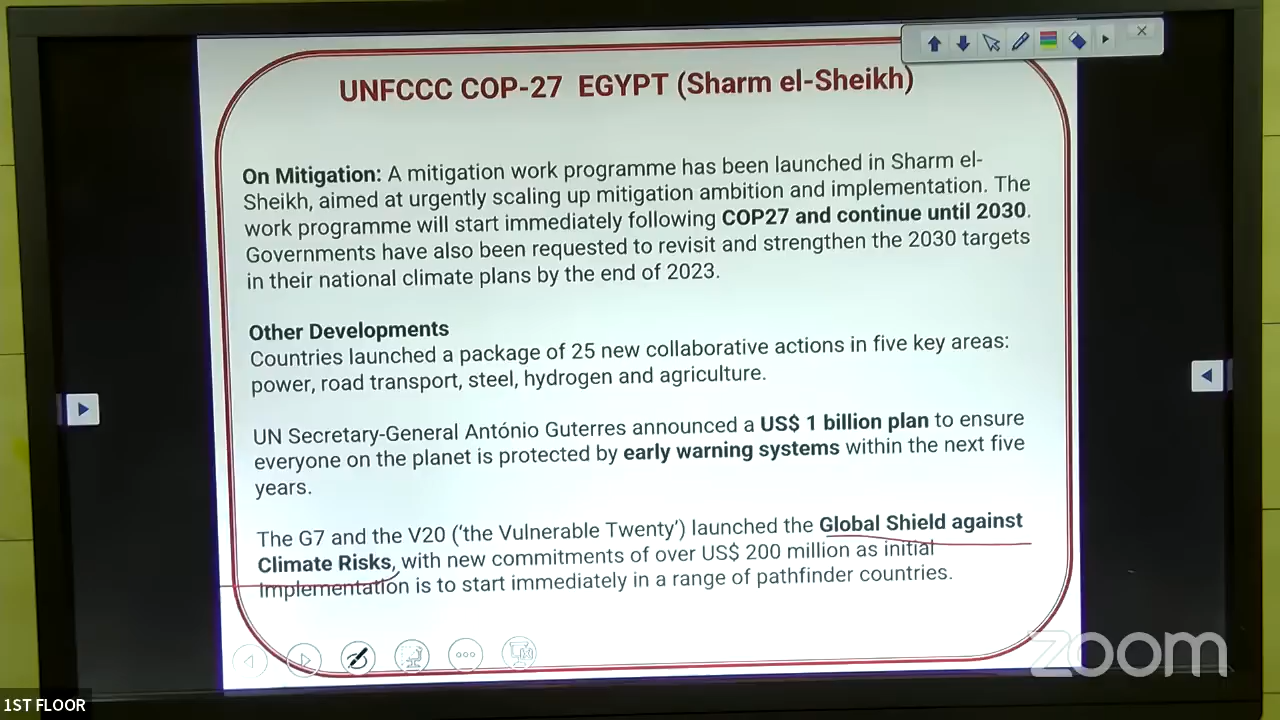 UNFCCC COP-27 EGYPT (Sharm el-Sheikh)
On Mitigation: A mitigation work programme has been launched in Sharm el-
Sheikh, aimed at urgently scaling up mitigation ambition and implementation. The
work programme will start immediately following COP27 and continue until 2030.
Governments have also been requested to revisit and strengthen the 2030 targets
in their national climate plans by the end of 2023.
Other Developments
Countries launched a package of 25 new collaborative actions in five key areas:
power, road transport, steel, hydrogen and agriculture.
UN Secretary-General António Guterres announced a US$ 1 billion plan to ensure
everyone on the planet is protected by early warning systems within the next five
years.
The G7 and the V20 (‘the Vulnerable Twenty’) launched the Global Shield against
Climate Risks, with new commitments of over US$ 200 million as initial
Implementation is to start immediately in a range of pathfinder countries.
zoom
1ST FLOOR